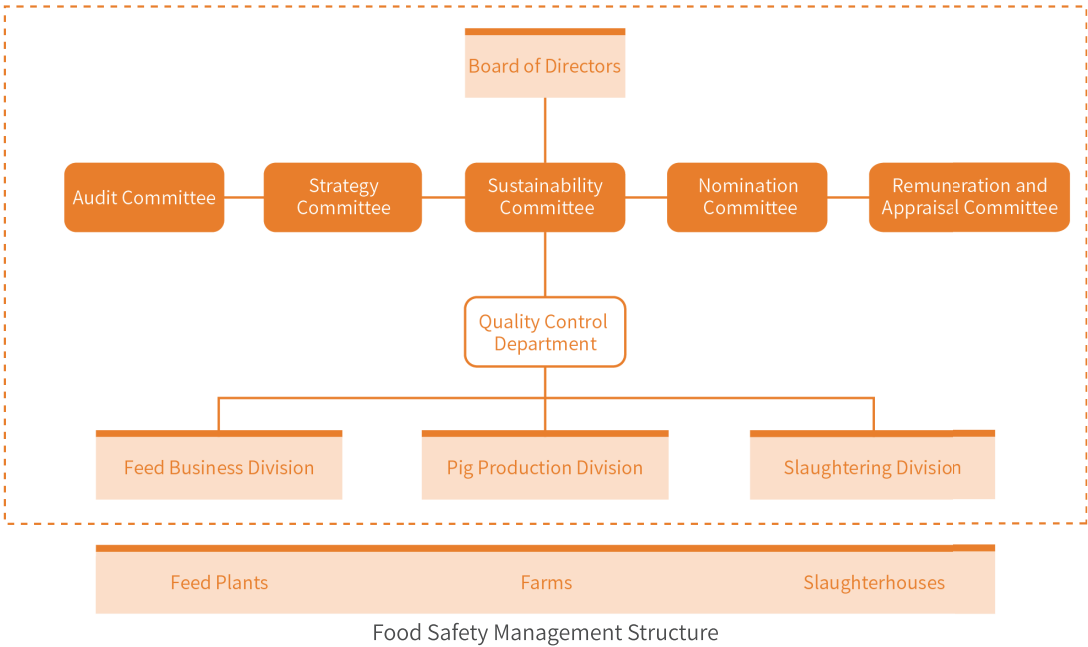 Board of Directors
Audit Committee
Strategy
Committee
Sustainability
Committee
Nomination
Committee
Remuneration and
Appraisal Committee
Quality Control
Department
Feed Business Division
Pig Production Division
Slaughtering Division
Feed Plants
Farms
Slaughterhouses
Food Safety Management Structure